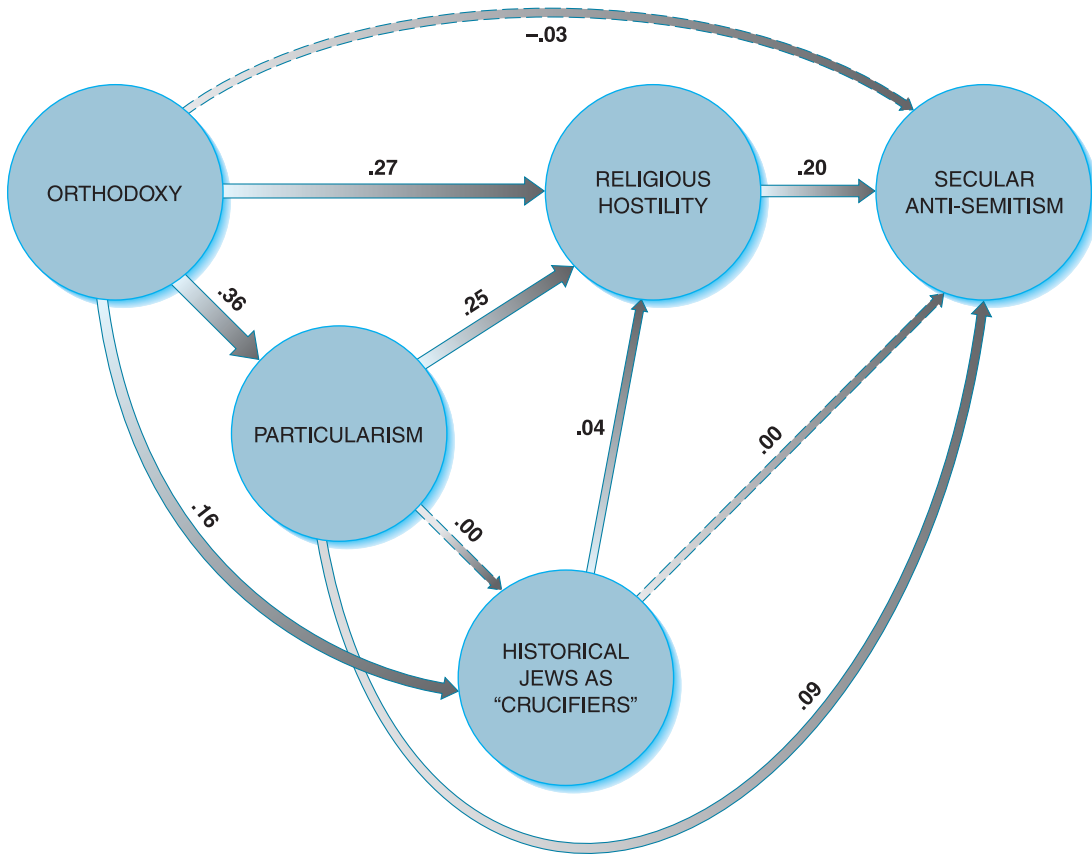 –.03
ORTHODOXY
.27
RELIGIOUS
HOSTILITY
.20
SECULAR
ANTI-SEMITISM
.36
.25
PARTICULARISM
.04
.00
.16
.00
HISTORICAL
JEWS AS
“CRUCIFIERS”
.09